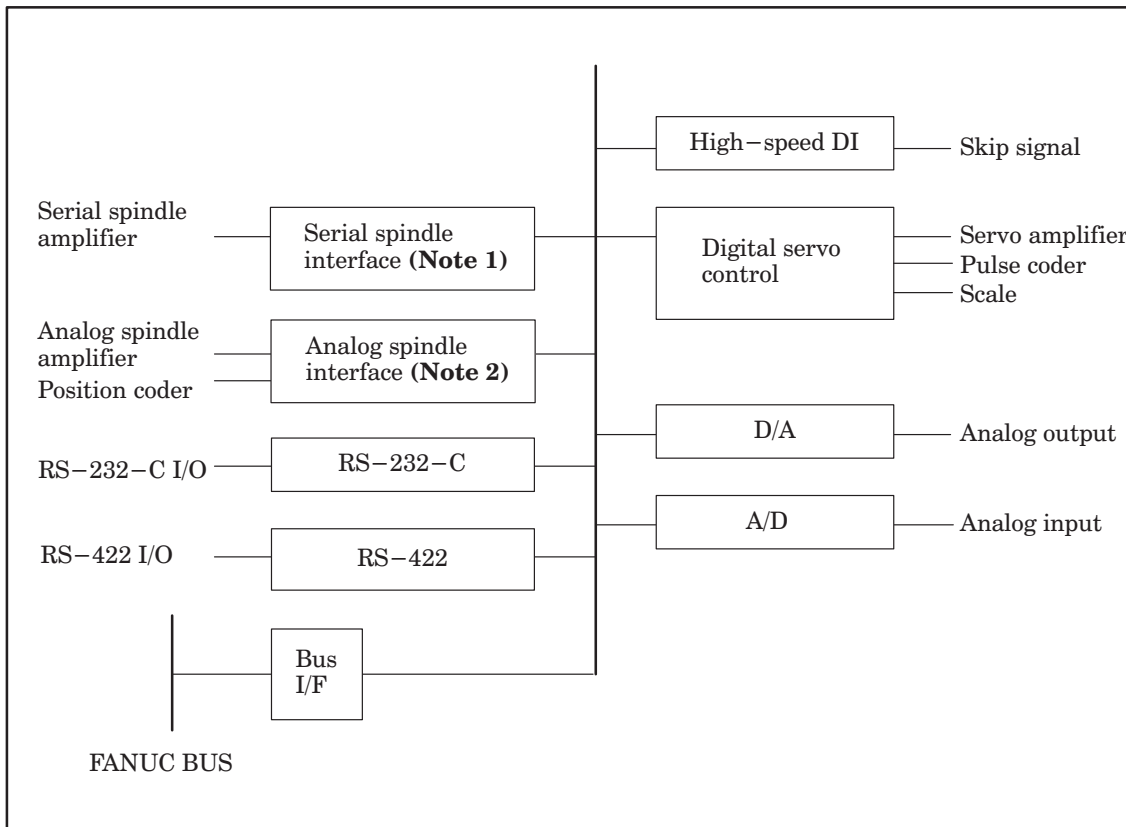 High−speed DI
Skip signal
Serial spindle
amplifier
Serial spindle
interface (Note 1)
Digital servo
control
Servo amplifier
Pulse coder
Scale
Analog spindle
amplifier
Position coder
Analog spindle
interface (Note 2)
D/A
Analog output
RS−232−C I/O
RS−232−C
A/D
Analog input
RS−422 I/O
RS−422
Bus
I/F
FANUC BUS